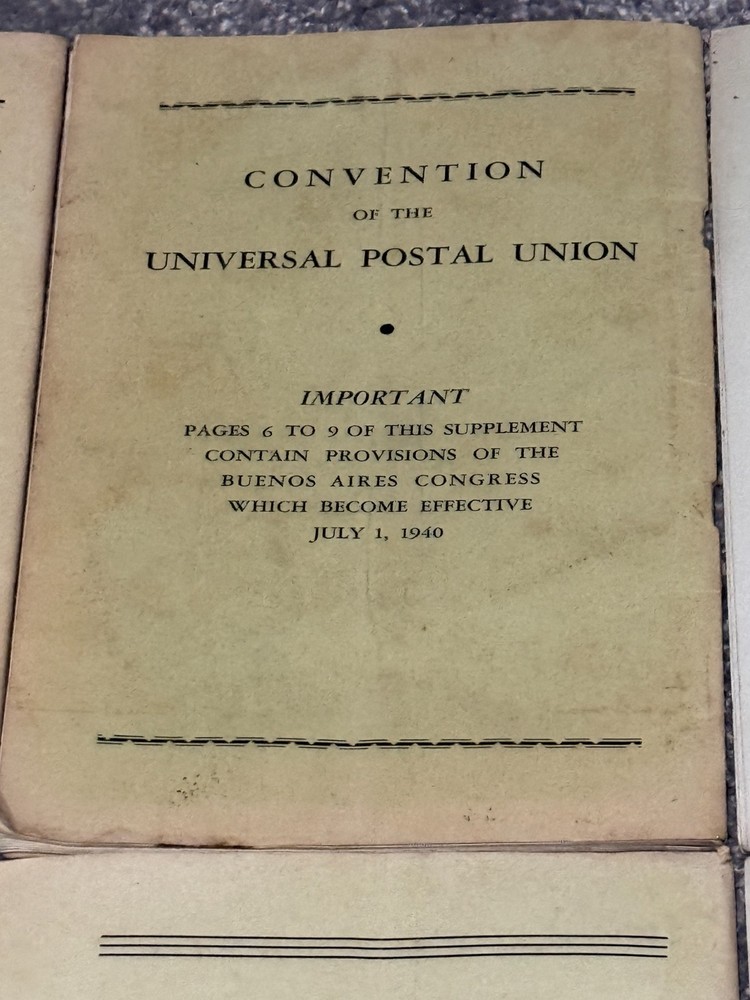 CONVENTION
OF THE
UNIVERSAL POSTAL UNION
IMPORTANT
PAGES 6 TO 9 OF THIS SUPPLEMENT
CONTAIN PROVISIONS OF THE
BUENOS AIRES CONGRESS
WHICH BECOME EFFECTIVE
JULY 1, 1940